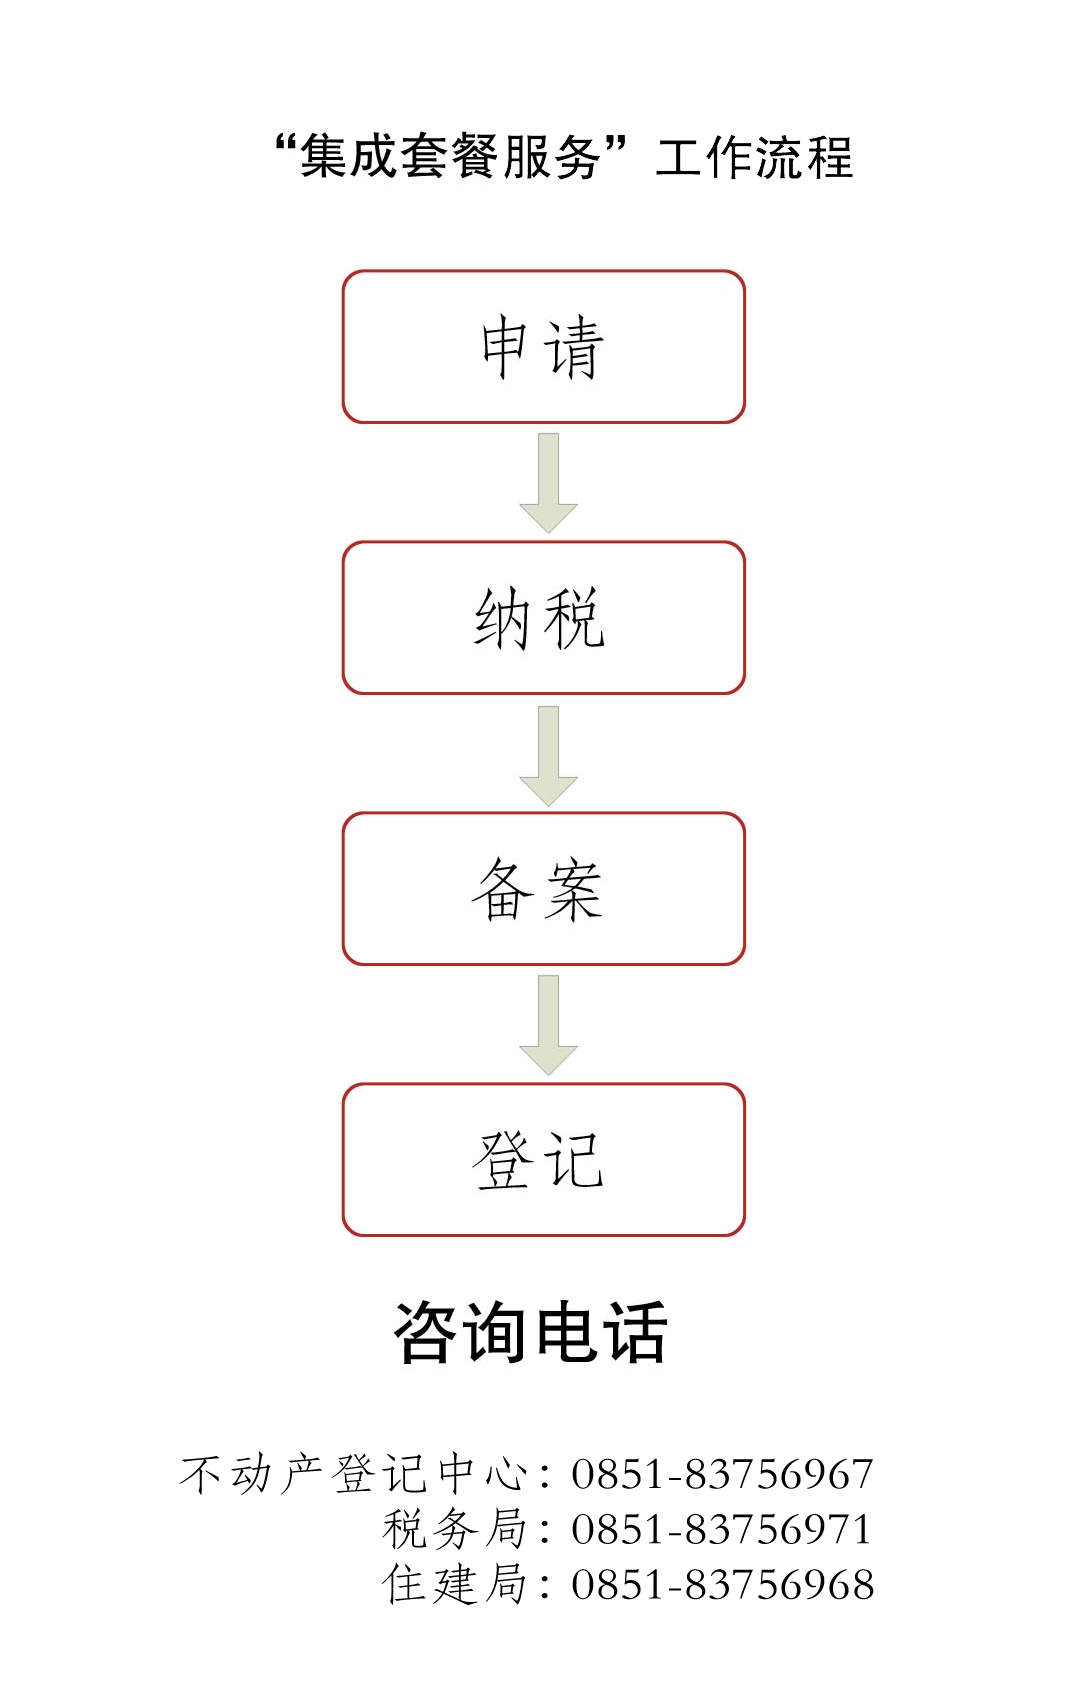 “集成套餐服务”工作流程
申请
纳税
备案
登记
咨询电话
不动产登记中心：0851-83756967
税务局：0851-83756971
住建局：0851-83756968